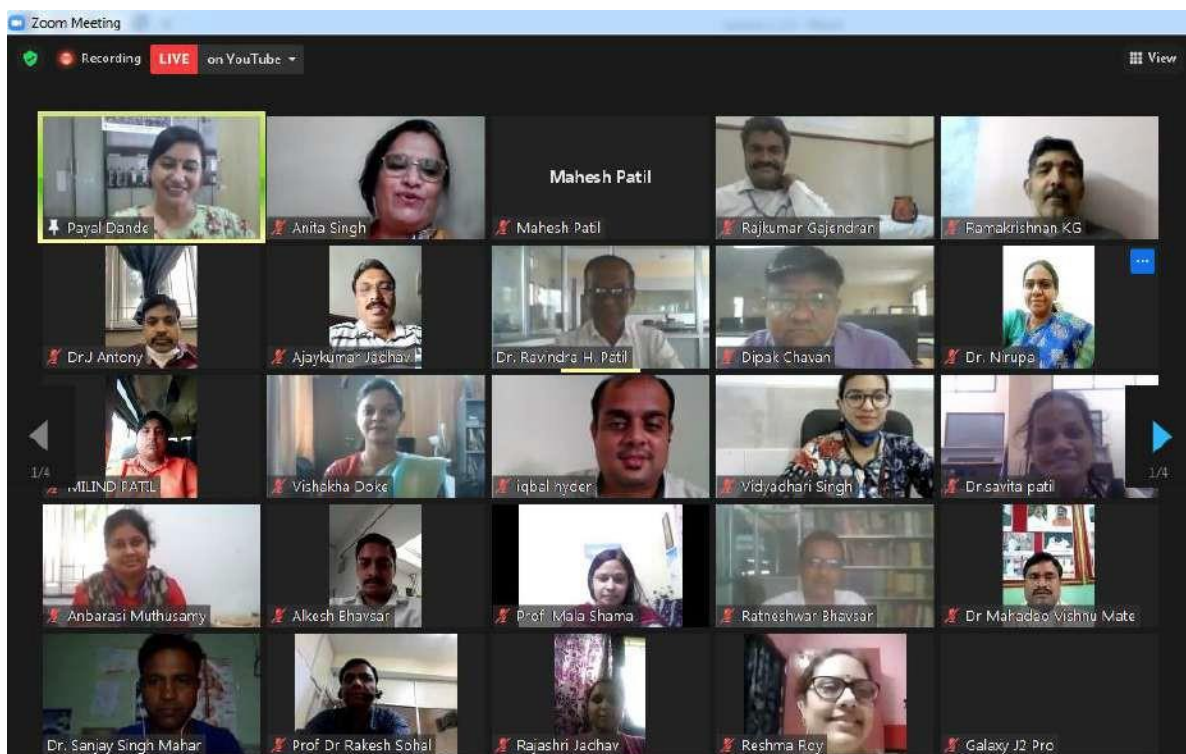 Zoom Meeting
Recording LIVE on YouTube
View
Payal Dande
Anita Singh
Mahesh Patil
Mahesh Patil
Rajkumar Gajendran
Ramakrishnan KG
Dr.J Antony
Ajaykumar Jadhav
Dr. Ravindra H. Patil
Dipak Chavan
Dr. Nirupa
1/4
MILIND PATIL
Vishakha Doke
iqbal hyder
Vidyadhari Singh
Dr.savita patil
1/4
Anbarasi Muthusamy
Alkesh Bhavsar
Prof. Mala Sharma
Ratneshwar Bhavsar
Dr Mahadeo Vishnu Mate
Dr. Sanjay Singh Mahar
Prof Dr Rakesh Sohal
Rajashri Jadhav
Reshma Roy
Galaxy J2 Pro